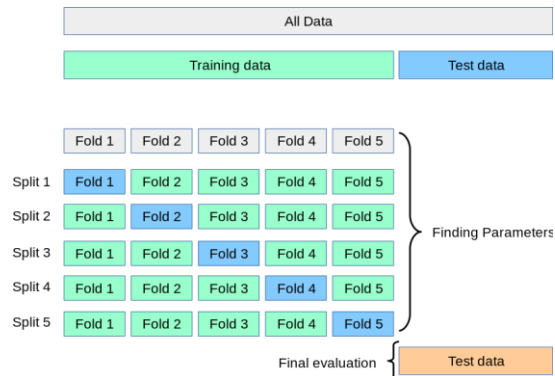 All Data
Training data Test data
Fold 1 Fold 2 Fold 3 Fold 4 Fold 5
Split 1 Fold 1 Fold 2 Fold 3 Fold 4 Fold 5
Split 2 Fold 1 Fold 2 Fold 3 Fold 4 Fold 5
Finding Parameters
Split 3 Fold 1 Fold 2 Fold 3 Fold 4 Fold 5
Split 4 Fold 1 Fold 2 Fold 3 Fold 4 Fold 5
Split 5 Fold 1 Fold 2 Fold 3 Fold 4 Fold 5
Final evaluation Test data